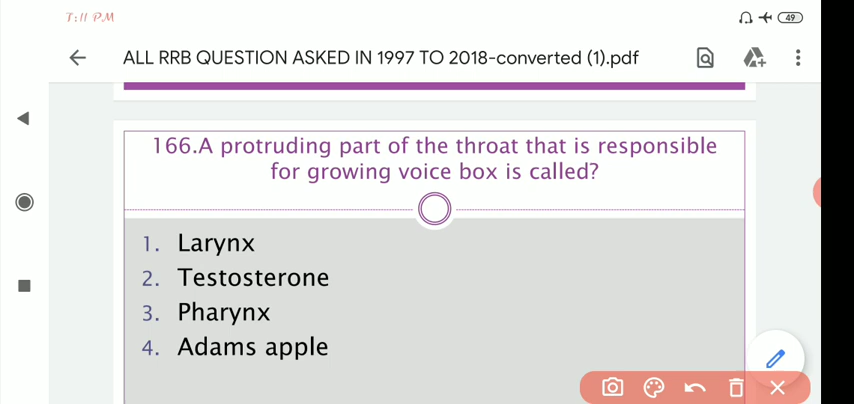 7:11 PM
49
ALL RRB QUESTION ASKED IN 1997 TO 2018-converted (1).pdf
166.A protruding part of the throat that is responsible
for growing voice box is called?
1. Larynx
2. Testosterone
3. Pharynx
4. Adams apple